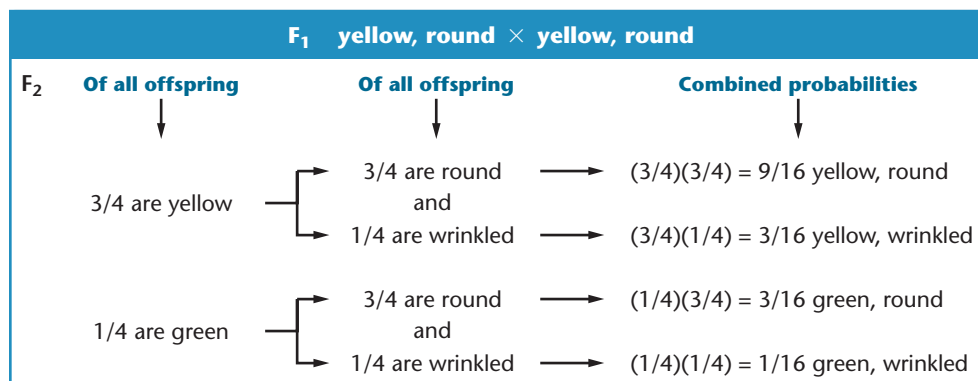 F₁ yellow, round × yellow, round
F₂ Of all offspring Of all offspring Combined probabilities
3/4 are yellow
3/4 are round
and
1/4 are wrinkled
(3/4)(3/4) = 9/16 yellow, round
(3/4)(1/4) = 3/16 yellow, wrinkled
1/4 are green
3/4 are round
and
1/4 are wrinkled
(1/4)(3/4) = 3/16 green, round
(1/4)(1/4) = 1/16 green, wrinkled